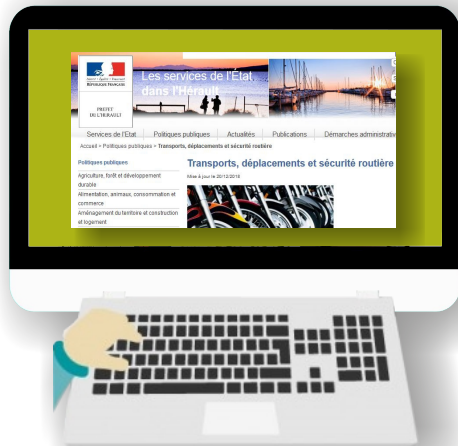 Les services de l'État
dans l'Hérault
RÉPUBLIQUE FRANÇAISE
PREFET
DE L'HERAULT
Services de l'Etat Politiques publiques Actualités Publications Démarches administrativ
Accueil > Politiques publiques > Transports, déplacements et sécurité routière
Politiques publiques
Agriculture, forêt et développement
durable
Alimentation, animaux, consommation et
commerce
Aménagement du territoire et construction
et logement
Transports, déplacements et sécurité routière
Mise à jour le 20/12/2016